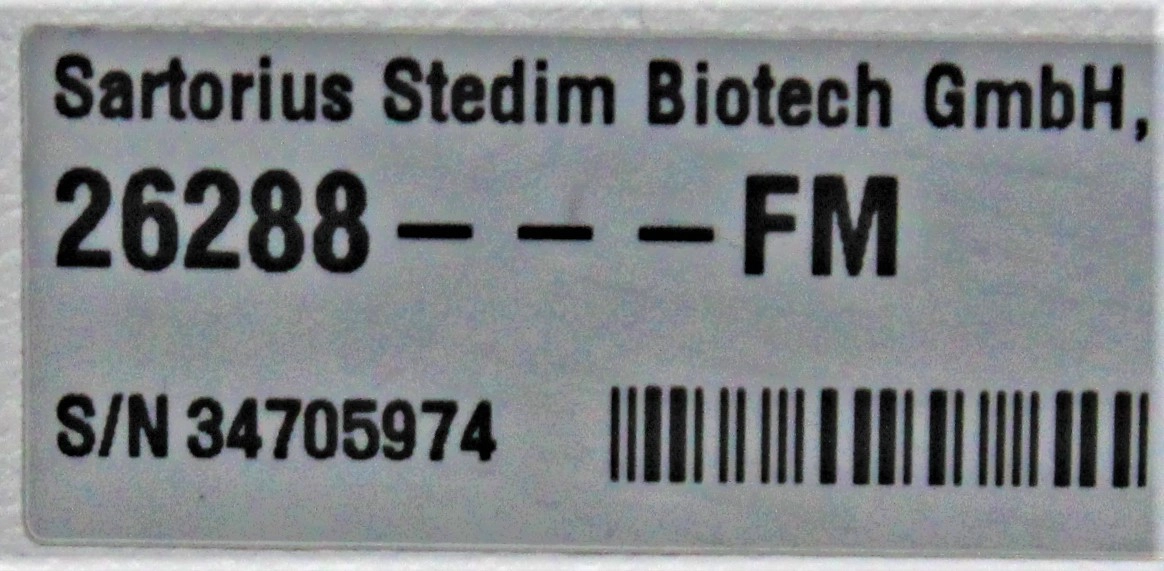 Sartorius Stedim Biotech GmbH,
26288– – –FM
S/N 34705974